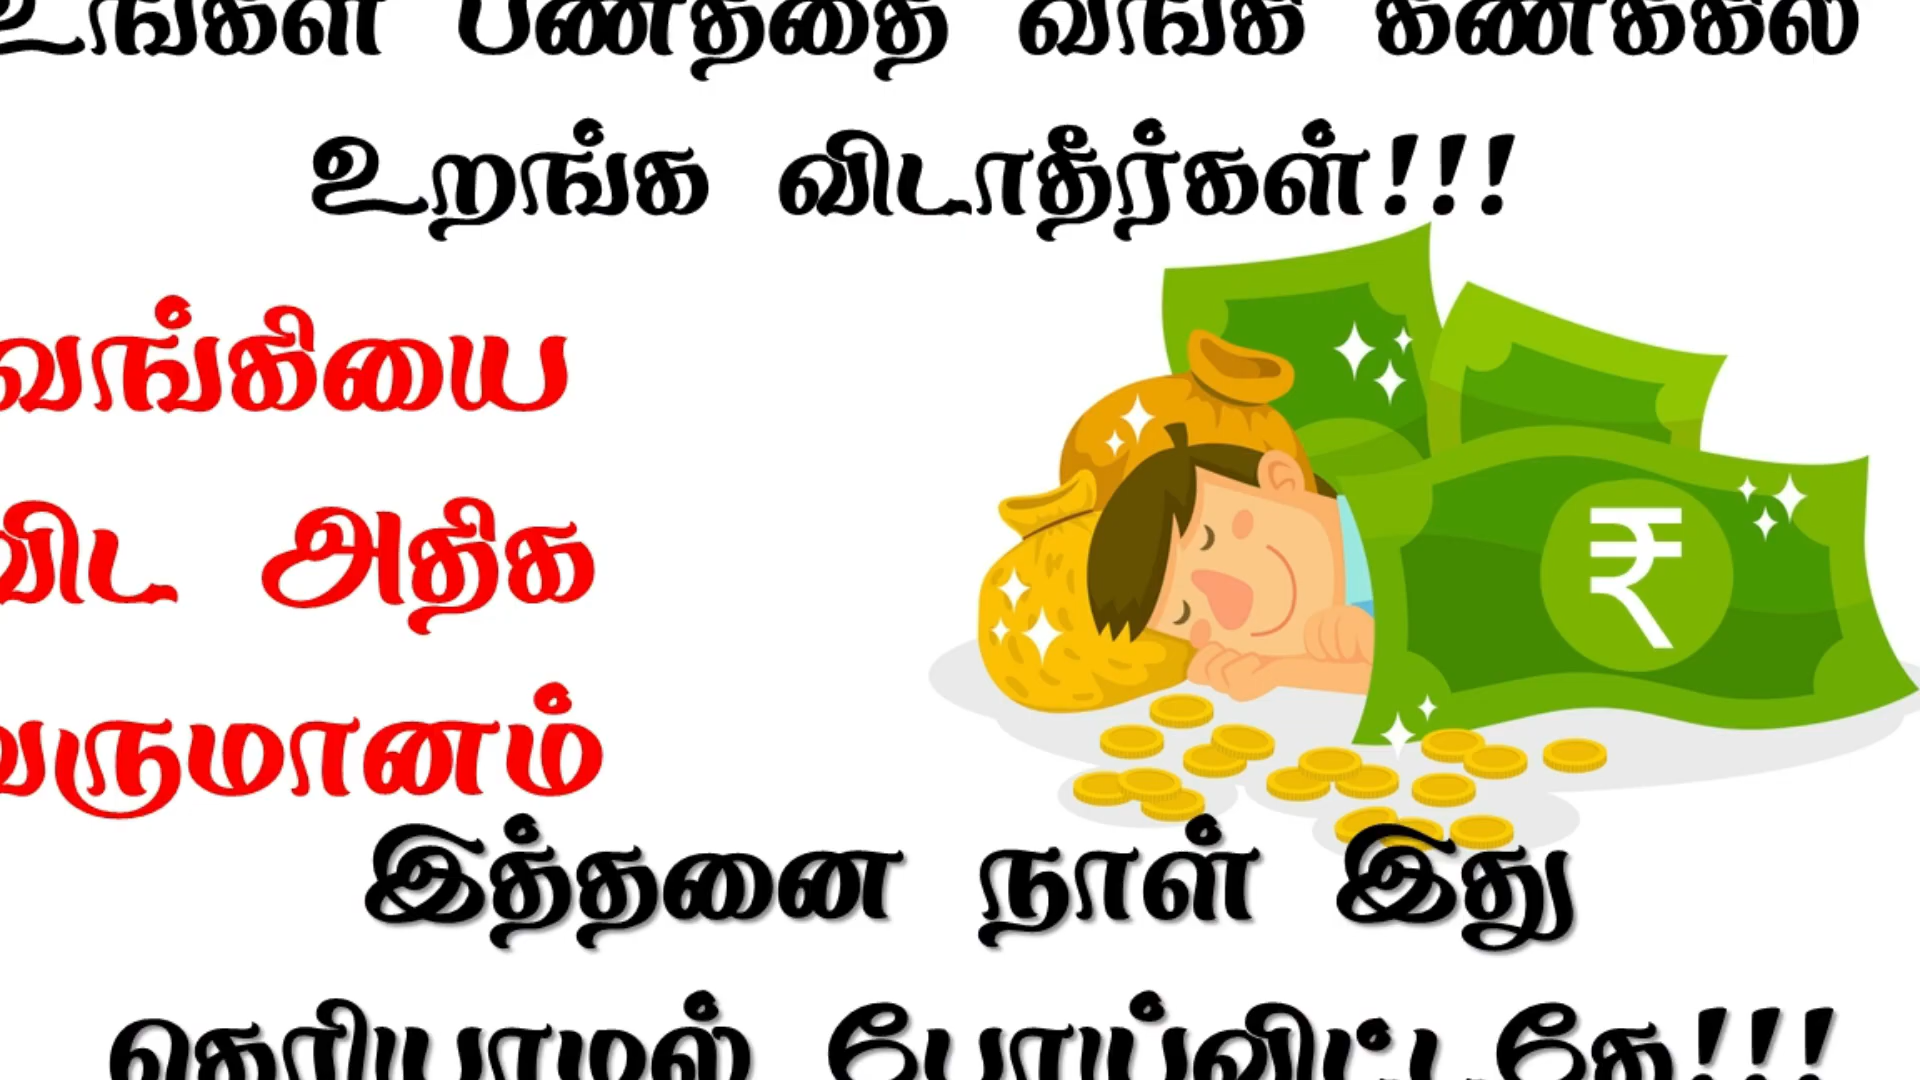 உங்கள் பணத்தை வங்கி கணக்கில்
உறங்க விடாதீர்கள்!!!
வங்கியை
விட அதிக
வருமானம்
₹
இத்தனை நாள் இது
தெரியாமல் போய்விட்டதே!!!